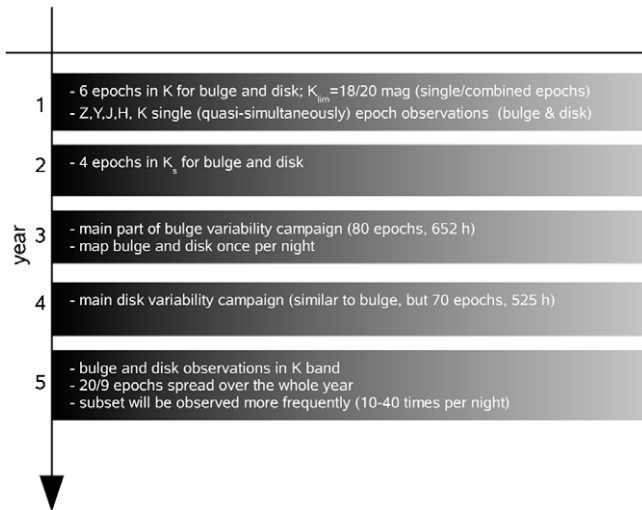 1
- 6 epochs in K for bulge and disk; Klim=18/20 mag (single/combined epochs)
- Z,Y,J,H, K single (quasi-simultaneously) epoch observations (bulge & disk)
2
- 4 epochs in Ks for bulge and disk
year
3
- main part of bulge variability campaign (80 epochs, 652 h)
- map bulge and disk once per night
4
- main disk variability campaign (similar to bulge, but 70 epochs, 525 h)
5
- bulge and disk observations in K band
- 20/9 epochs spread over the whole year
- subset will be observed more frequently (10-40 times per night)